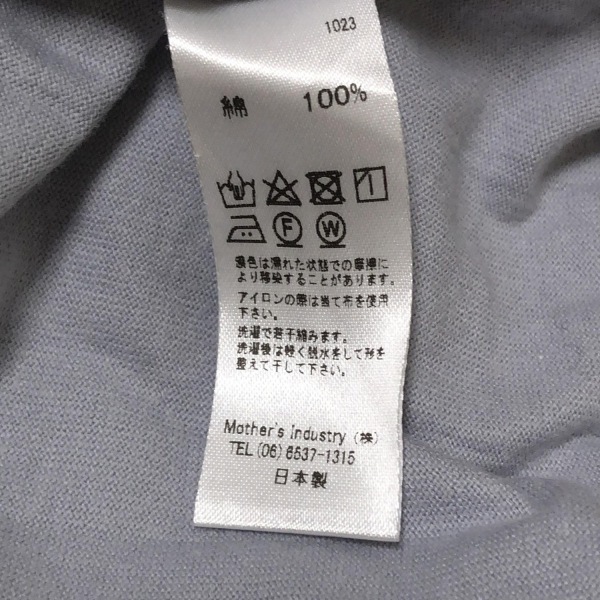 1023
綿 100%
F W
濃色は濡れた状態での摩擦に
より移染することがあります。
アイロンの際は当て布を使用
下さい。
洗濯で若干縮みます。
洗濯後は軽く脱水をして形を
整えて干して下さい。
Mother's Industry (株)
TEL (06) 6537-1315
日本製